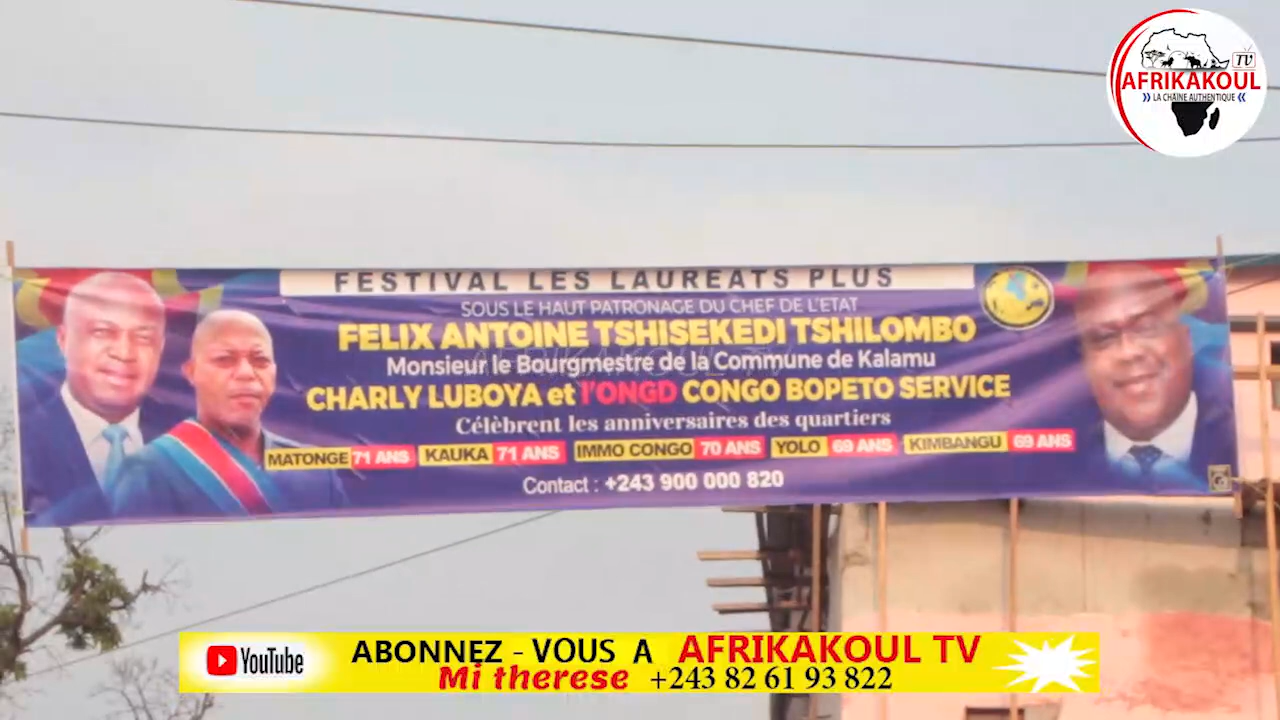 AFRIKAKOUL TV
LA CHAÎNE AUTHENTIQUE
FESTIVAL LES LAUREATS PLUS
SOUS LE HAUT PATRONAGE DU CHEF DE L'ETAT
FELIX ANTOINE TSHISEKEDI TSHILOMBO
Monsieur le Bourgmestre de la Commune de Kalamu
CHARLY LUBOYA et l'ONGD CONGO BOPETO SERVICE
Célèbrent les anniversaires des quartiers
MATONGE 71 ANS KAUKA 71 ANS IMMO CONGO 70 ANS YOLO 69 ANS KIMBANGU 69 ANS
Contact : +243 900 000 820
YouTube ABONNEZ - VOUS A AFRIKAKOUL TV
Mi therese +243 82 61 93 822